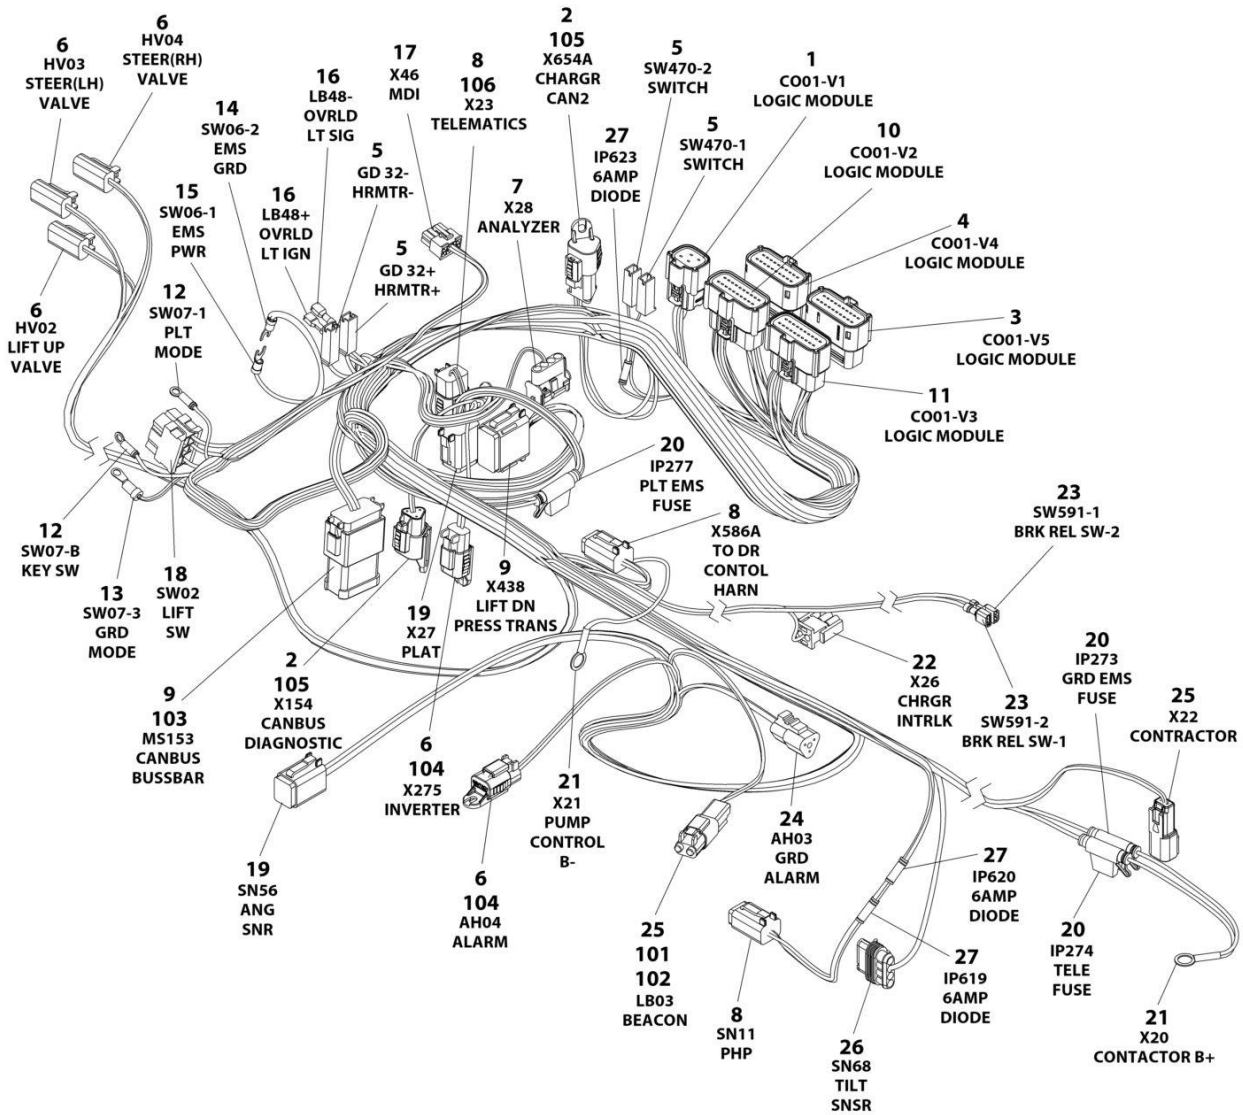 6
HV03
STEER(LH)
VALVE
6
HV04
STEER(RH)
VALVE
14
SW06-2
EMS
GRD
16
LB48-
OVRLD
LT SIG
17
X46
MDI
8
106
X23
TELEMATICS
2
105
X654A
CHARGR
CAN2
5
SW470-2
SWITCH
1
CO01-V1
LOGIC MODULE
5
SW470-1
SWITCH
10
CO01-V2
LOGIC MODULE
27
IP623
6AMP
DIODE
15
SW06-1
EMS
PWR
16
LB48+
OVRLD
LT IGN
5
GD 32-
HRMTR-
7
X28
ANALYZER
4
CO01-V4
LOGIC MODULE
5
GD 32+
HRMTR+
6
HV02
LIFT UP
VALVE
12
SW07-1
PLT
MODE
3
CO01-V5
LOGIC MODULE
11
CO01-V3
LOGIC MODULE
20
IP277
PLT EMS
FUSE
12
SW07-B
KEY SW
13
SW07-3
GRD
MODE
18
SW02
LIFT
SW
8
X586A
TO DR
CONTOL
HARN
23
SW591-1
BRK REL SW-2
9
X438
LIFT DN
PRESS TRANS
19
X27
PLAT
2
105
X154
CANBUS
DIAGNOSTIC
9
103
MS153
CANBUS
BUSSBAR
22
X26
CHRGR
INTRLK
23
SW591-2
BRK REL SW-1
20
IP273
GRD EMS
FUSE
25
X22
CONTRACTOR
6
104
X275
INVERTER
21
X21
PUMP
CONTROL
B-
24
AH03
GRD
ALARM
19
SN56
ANG
SNR
6
104
AH04
ALARM
27
IP620
6AMP
DIODE
25
101
102
LB03
BEACON
8
SN11
PHP
27
IP619
6AMP
DIODE
20
IP274
TELE
FUSE
26
SN68
TILT
SNSR
21
X20
CONTACTOR B+